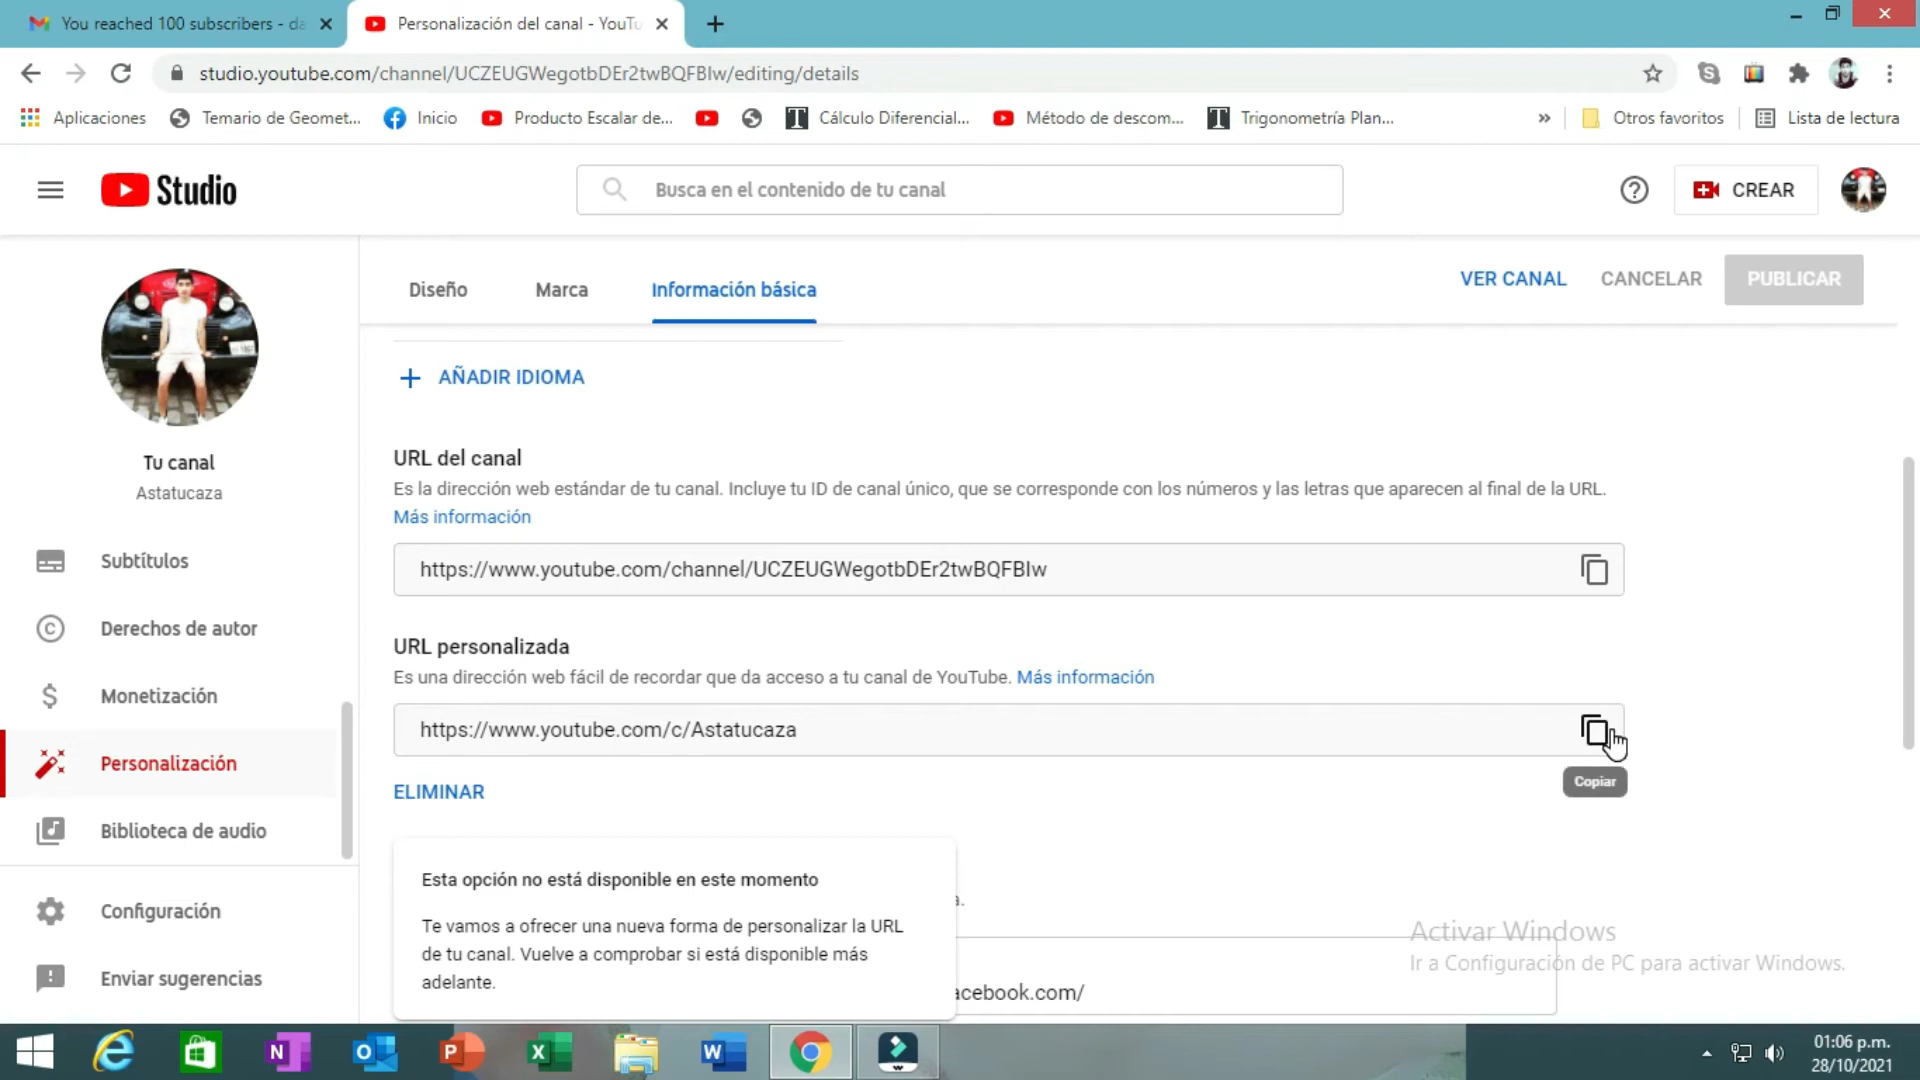 You reached 100 subscribers - da
Personalización del canal - YouTu
studio.youtube.com/channel/UCZEUGWegotbDEr2twBQFBIw/editing/details
Aplicaciones
Temario de Geomet...
Inicio
Producto Escalar de...
Cálculo Diferencial...
Método de descom...
Trigonometría Plan...
»
Otros favoritos
Lista de lectura
Studio
Busca en el contenido de tu canal
CREAR
Tu canal
Astatucaza
Subtítulos
Derechos de autor
Monetización
Personalización
Biblioteca de audio
Configuración
Enviar sugerencias
Diseño
Marca
Información básica
VER CANAL
CANCELAR
PUBLICAR
+ AÑADIR IDIOMA
URL del canal
Es la dirección web estándar de tu canal. Incluye tu ID de canal único, que se corresponde con los números y las letras que aparecen al final de la URL.
Más información
https://www.youtube.com/channel/UCZEUGWegotbDEr2twBQFBIw
URL personalizada
Es una dirección web fácil de recordar que da acceso a tu canal de YouTube. Más información
https://www.youtube.com/c/Astatucaza
Copiar
ELIMINAR
Esta opción no está disponible en este momento
Te vamos a ofrecer una nueva forma de personalizar la URL
de tu canal. Vuelve a comprobar si está disponible más
adelante.
a.
acebook.com/
Activar Windows
Ir a Configuración de PC para activar Windows.
01:06 p.m.
28/10/2021